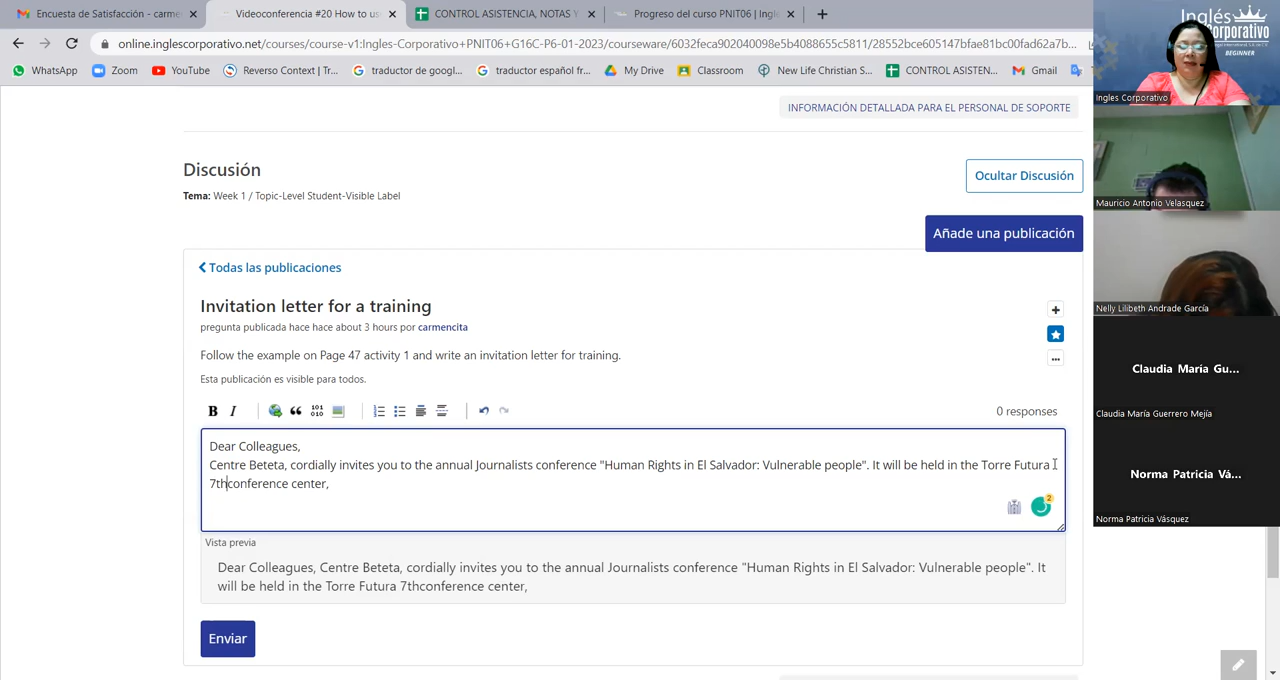 Encuesta de Satisfacción - carme
Videoconferencia #20 How to us
CONTROL ASISTENCIA, NOTAS Y
Progreso del curso PNIT06 | Ingl
online.inglescorporativo.net/courses/course-v1:Ingles-Corporativo+PNIT06+G16C-P6-01-2023/courseware/6032feca902040098e5b4088655c5811/28552bce605147bfae81bc00fad62a7b...
WhatsApp
Zoom
YouTube
Reverso Context | Tr...
traductor de googl...
traductor español fr...
My Drive
Classroom
New Life Christian S...
CONTROL ASISTEN...
Gmail
INFORMACIÓN DETALLADA PARA EL PERSONAL DE SOPORTE
Discusión
Ocultar Discusión
Tema: Week 1 / Topic-Level Student-Visible Label
Añade una publicación
Todas las publicaciones
Invitation letter for a training
pregunta publicada hace hace about 3 hours por carmencita
Follow the example on Page 47 activity 1 and write an invitation letter for training.
Esta publicación es visible para todos.
B I
0 responses
Dear Colleagues,
Centre Beteta, cordially invites you to the annual Journalists conference "Human Rights in El Salvador: Vulnerable people". It will be held in the Torre Futura
7thconference center,
2
Vista previa
Dear Colleagues, Centre Beteta, cordially invites you to the annual Journalists conference "Human Rights in El Salvador: Vulnerable people". It
will be held in the Torre Futura 7thconference center,
Enviar
Inglés
Corporativo
BEGINNER
Ingles Corporativo
Mauricio Antonio Velasquez
Nelly Lilibeth Andrade García
Claudia María Gu...
Claudia María Guerrero Mejía
Norma Patricia Vá...
Norma Patricia Vásquez